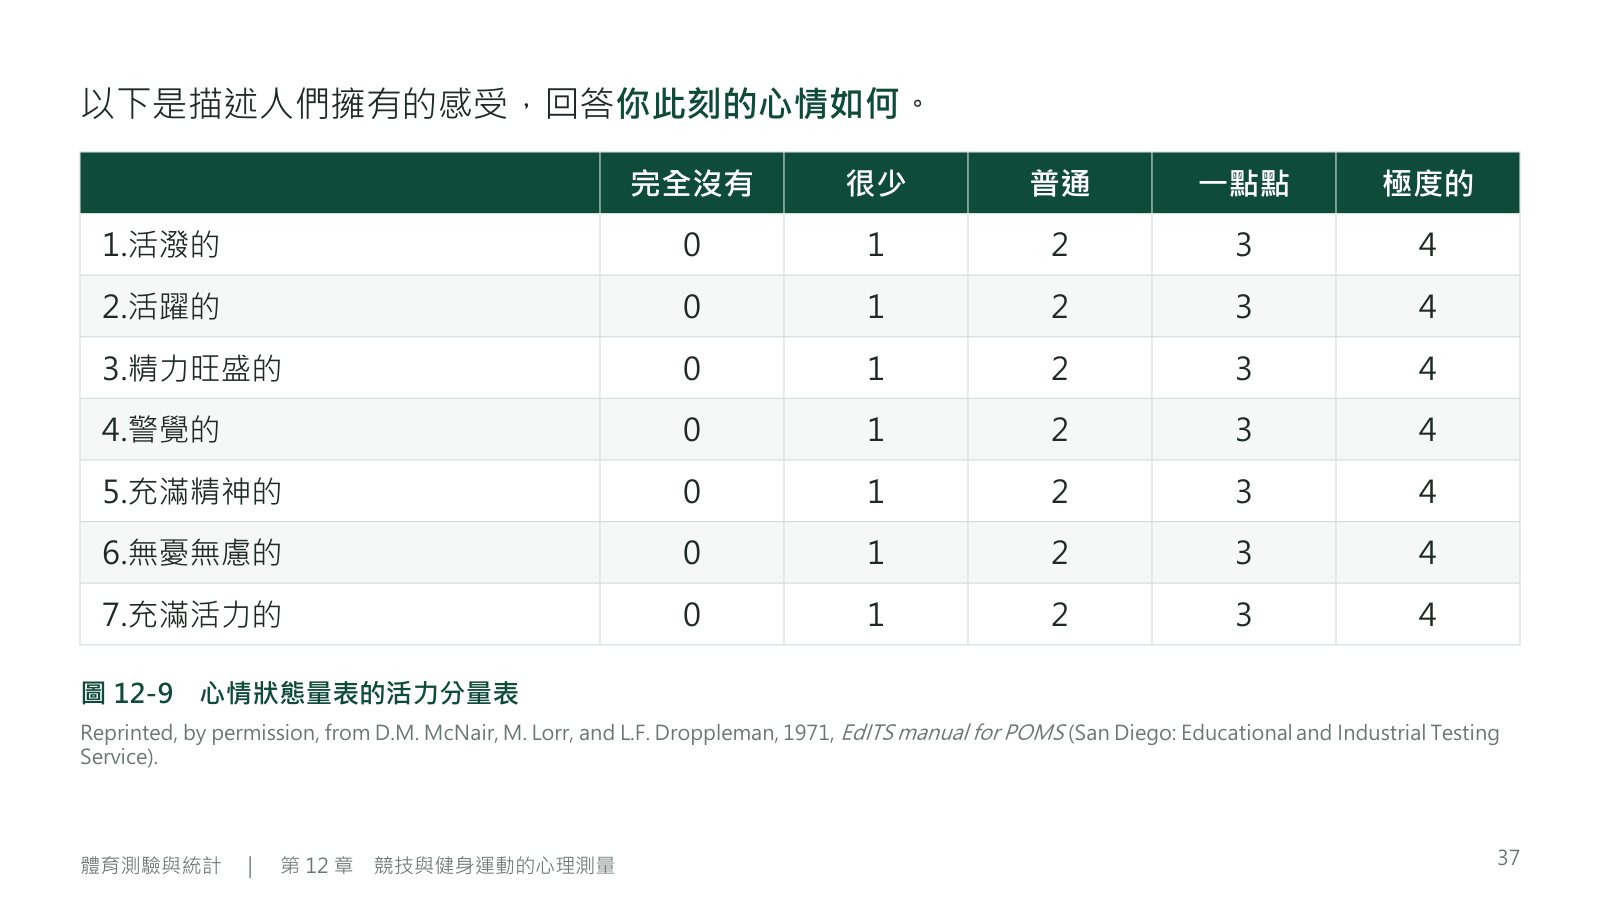 以下是描述人們擁有的感受，回答你此刻的心情如何。
完全沒有 很少 普通 一點點 極度的
1.活潑的 0 1 2 3 4
2.活躍的 0 1 2 3 4
3.精力旺盛的 0 1 2 3 4
4.警覺的 0 1 2 3 4
5.充滿精神的 0 1 2 3 4
6.無憂無慮的 0 1 2 3 4
7.充滿活力的 0 1 2 3 4
圖 12-9　心情狀態量表的活力分量表
Reprinted, by permission, from D.M. McNair, M. Lorr, and L.F. Droppleman, 1971, EdITS manual for POMS (San Diego: Educational and Industrial Testing
Service).
體育測驗與統計　|　第 12 章　競技與健身運動的心理測量
37